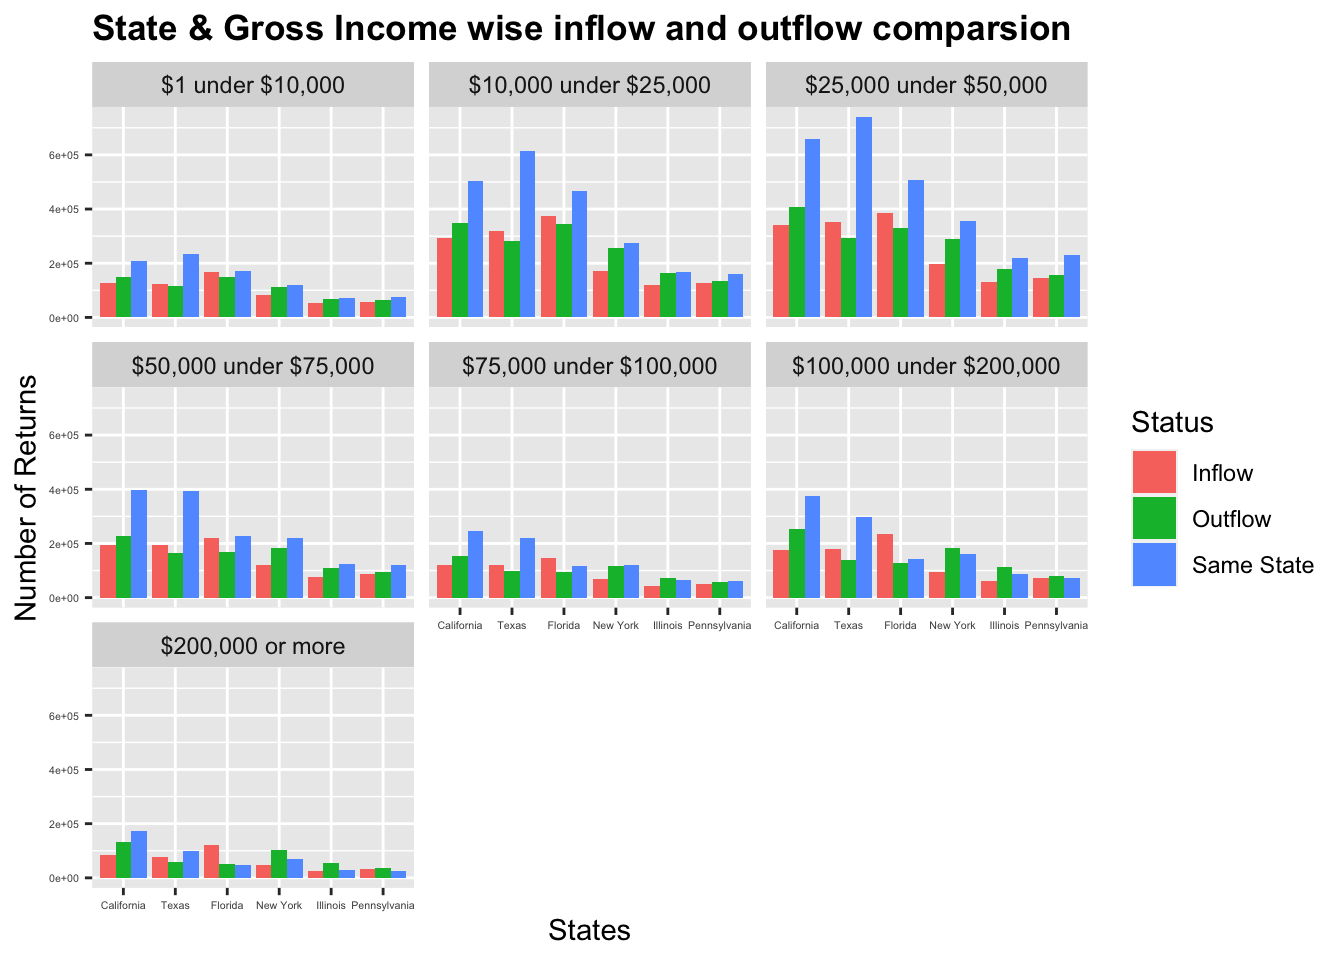 State & Gross Income wise inflow and outflow comparsion
$1 under $10,000
$10,000 under $25,000
$25,000 under $50,000
6e+05
4e+05
2e+05
0e+00
$50,000 under $75,000
$75,000 under $100,000
$100,000 under $200,000
6e+05
4e+05
2e+05
0e+00
California Texas Florida New York Illinois Pennsylvania
California Texas Florida New York Illinois Pennsylvania
$200,000 or more
6e+05
4e+05
2e+05
0e+00
California Texas Florida New York Illinois Pennsylvania
States
Number of Returns
Status
Inflow
Outflow
Same State